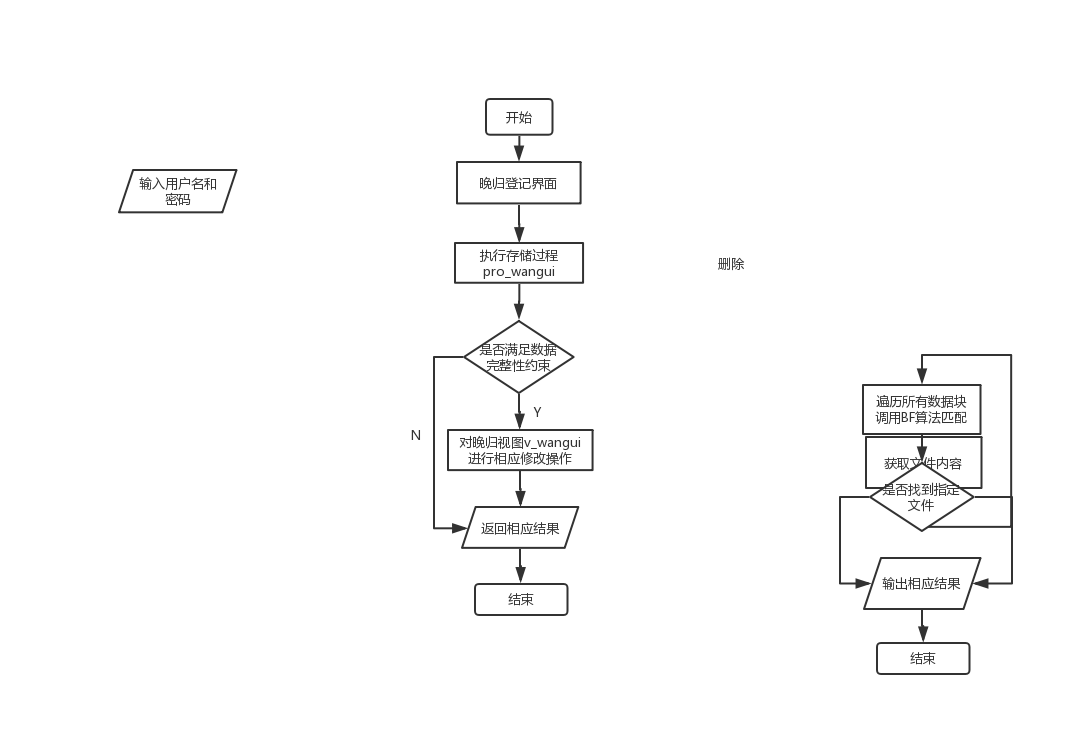 开始
晚归登记界面
输入用户名和
密码
执行存储过程
pro_wangui
删除
是否满足数据
完整性约束
Y
N
对晚归视图v_wangui
进行相应修改操作
返回相应结果
结束
遍历所有数据块
调用BF算法匹配
获取文件内容
是否找到指定
文件
输出相应结果
结束